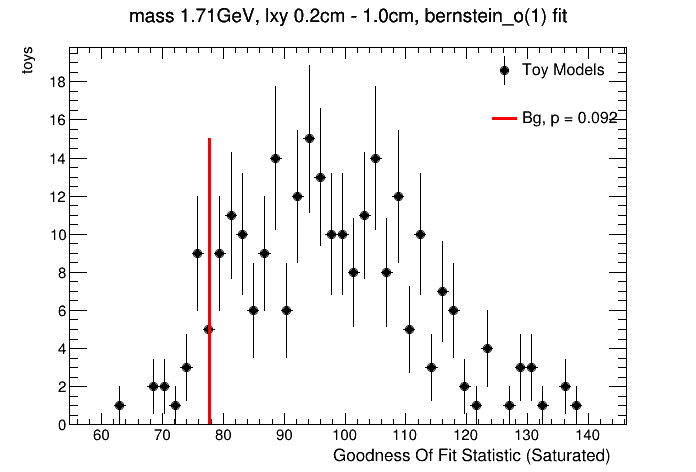 mass 1.71GeV, lxy 0.2cm - 1.0cm, bernstein_o(1) fit
toys
Toy Models
Bg, p = 0.092
18
16
14
12
10
8
6
4
2
0
60 70 80 90 100 110 120 130 140
Goodness Of Fit Statistic (Saturated)